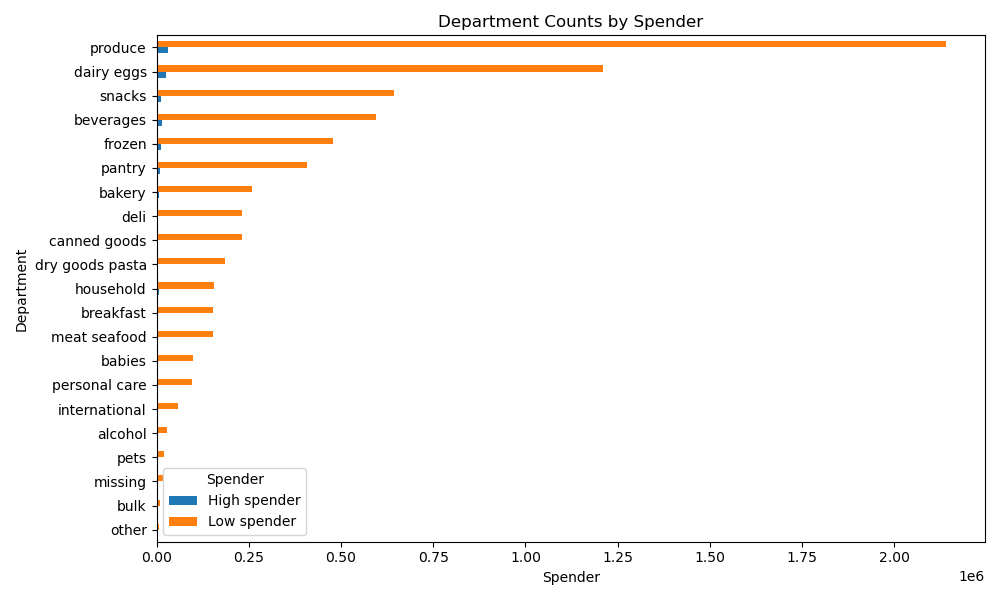 Department Counts by Spender
Department
produce
dairy eggs
snacks
beverages
frozen
pantry
bakery
deli
canned goods
dry goods pasta
household
breakfast
meat seafood
babies
personal care
international
alcohol
pets
missing
bulk
other
Spender
High spender
Low spender
0.00 0.25 0.50 0.75 1.00 1.25 1.50 1.75 2.00
1e6
Spender